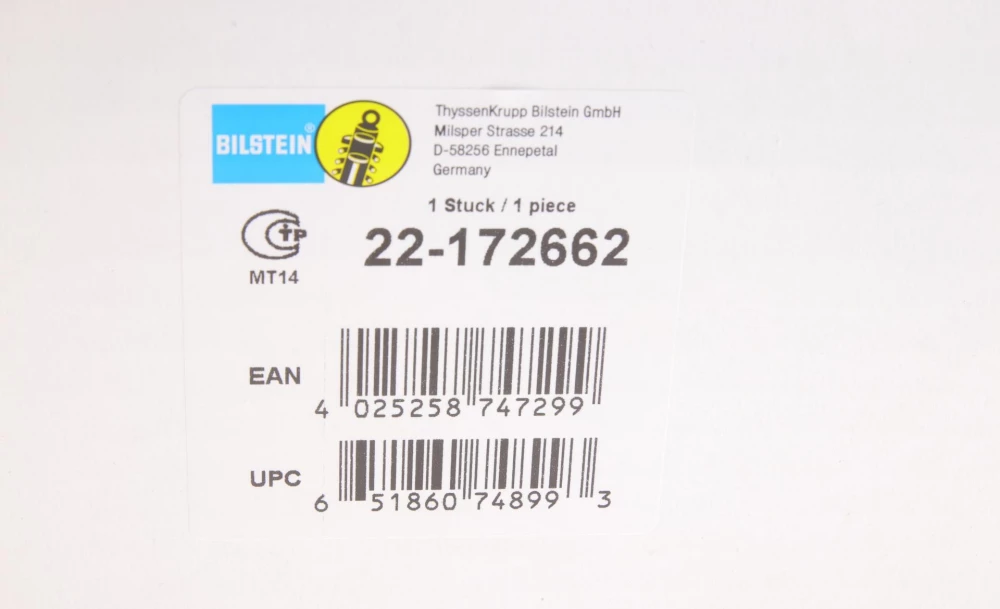 BILSTEIN®
ThyssenKrupp Bilstein GmbH
Milsper Strasse 214
D-58256 Ennepetal
Germany
1 Stuck / 1 piece
22-172662
MT14
EAN
4 025258 747299
UPC
6 51860 74899 3